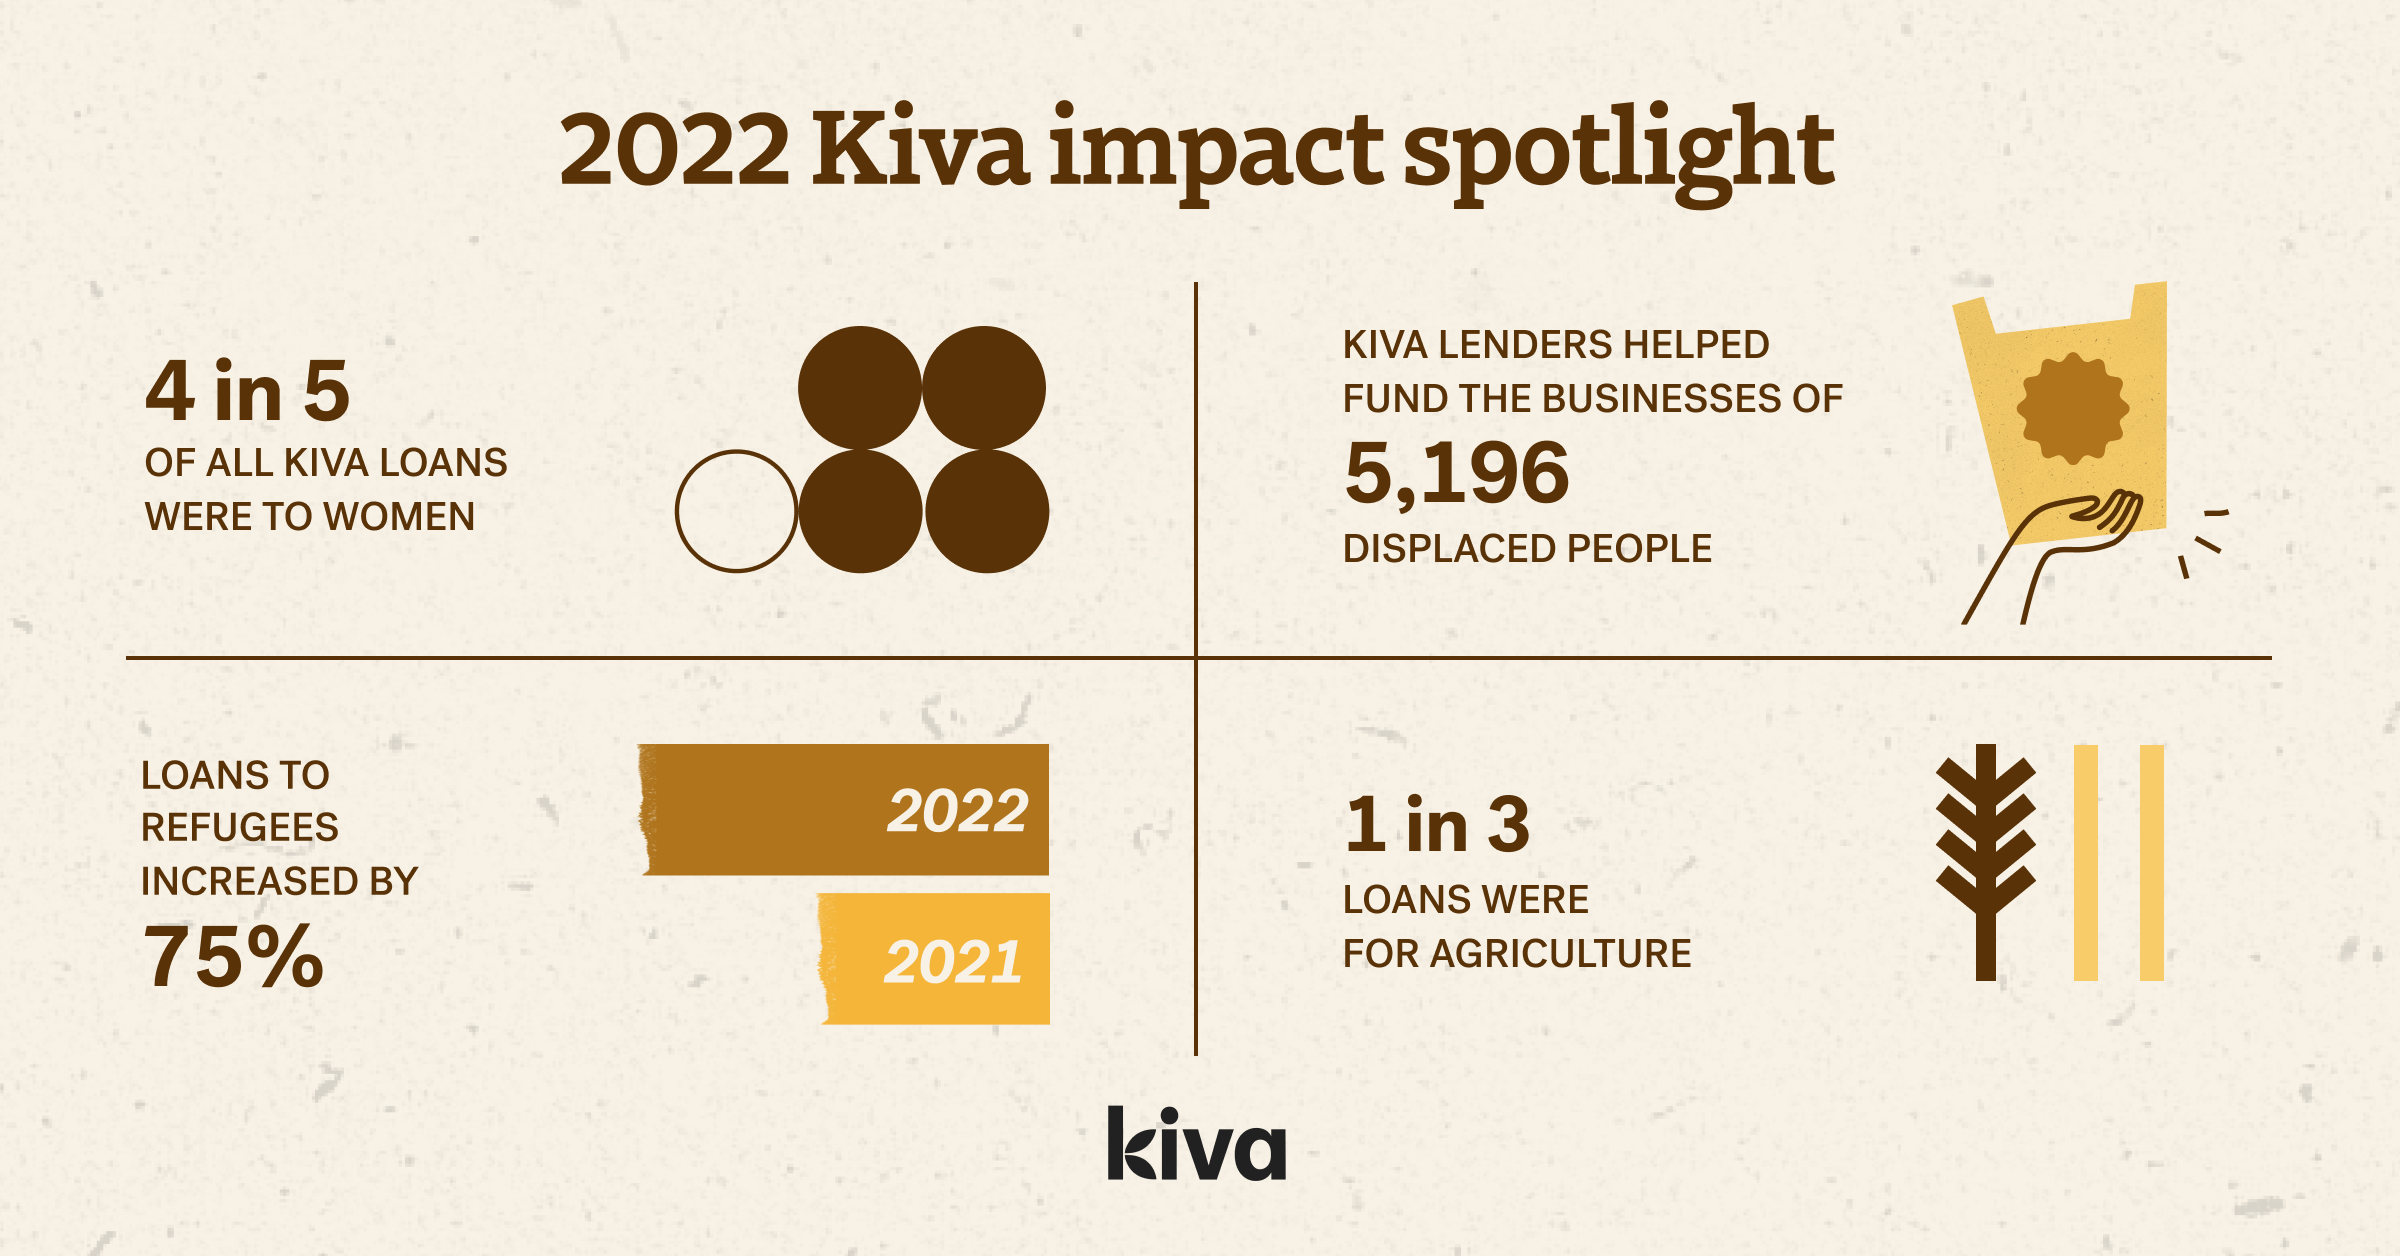 2022 Kiva impact spotlight
4 in 5
OF ALL KIVA LOANS
WERE TO WOMEN
KIVA LENDERS HELPED
FUND THE BUSINESSES OF
5,196
DISPLACED PEOPLE
LOANS TO
REFUGEES
INCREASED BY
75%
2022
2021
1 in 3
LOANS WERE
FOR AGRICULTURE
kiva